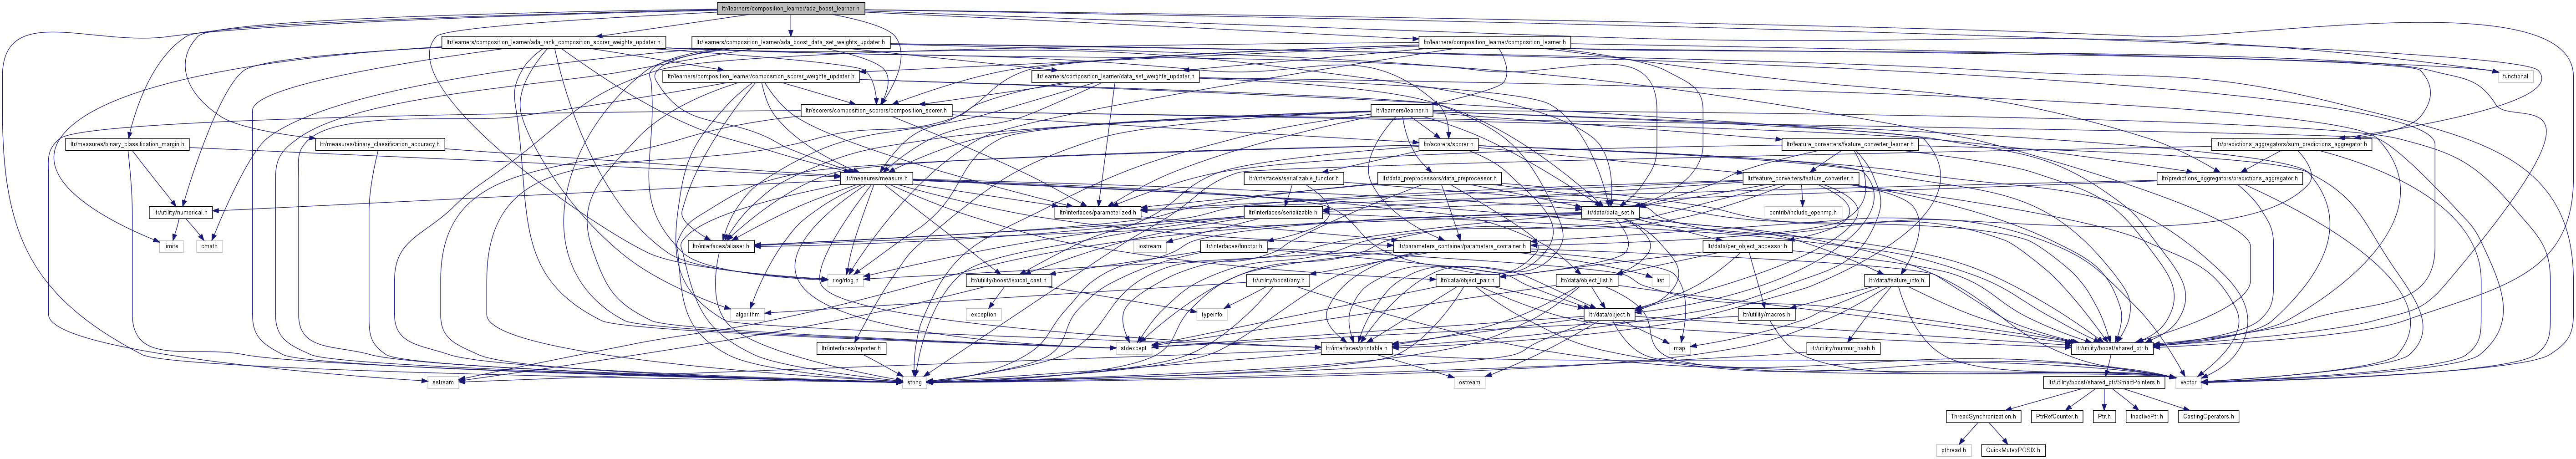 ltr/learners/composition_learner/ada_boost_learner.h
ltr/learners/composition_learner/ada_rank_composition_scorer_weights_updater.h
ltr/learners/composition_learner/ada_boost_data_set_weights_updater.h
ltr/learners/composition_learner/composition_learner.h
ltr/learners/composition_learner/composition_scorer_weights_updater.h
ltr/learners/composition_learner/data_set_weights_updater.h
functional
ltr/scorers/composition_scorers/composition_scorer.h
ltr/learners/learner.h
ltr/measures/binary_classification_margin.h
ltr/measures/binary_classification_accuracy.h
ltr/scorers/scorer.h
ltr/feature_converters/feature_converter_learner.h
ltr/predictions_aggregators/sum_predictions_aggregator.h
ltr/measures/measure.h
ltr/interfaces/serializable_functor.h
ltr/data_preprocessors/data_preprocessor.h
ltr/feature_converters/feature_converter.h
ltr/predictions_aggregators/predictions_aggregator.h
ltr/utility/numerical.h
ltr/interfaces/parameterized.h
ltr/interfaces/serializable.h
ltr/data/data_set.h
contrib/include_openmp.h
limits
cmath
ltr/interfaces/aliaser.h
iostream
ltr/interfaces/functor.h
ltr/parameters_container/parameters_container.h
ltr/data/per_object_accessor.h
rlog/rlog.h
ltr/utility/boost/lexical_cast.h
ltr/utility/boost/any.h
ltr/data/object_pair.h
ltr/data/object_list.h
list
ltr/data/feature_info.h
algorithm
exception
typeinfo
ltr/data/object.h
ltr/utility/macros.h
ltr/interfaces/reporter.h
stdexcept
ltr/interfaces/printable.h
map
ltr/utility/murmur_hash.h
ltr/utility/boost/shared_ptr.h
sstream
string
ostream
ltr/utility/boost/shared_ptr/SmartPointers.h
vector
ThreadSynchronization.h
PtrRefCounter.h
Ptr.h
InactivePtr.h
CastingOperators.h
pthread.h
QuickMutexPOSIX.h